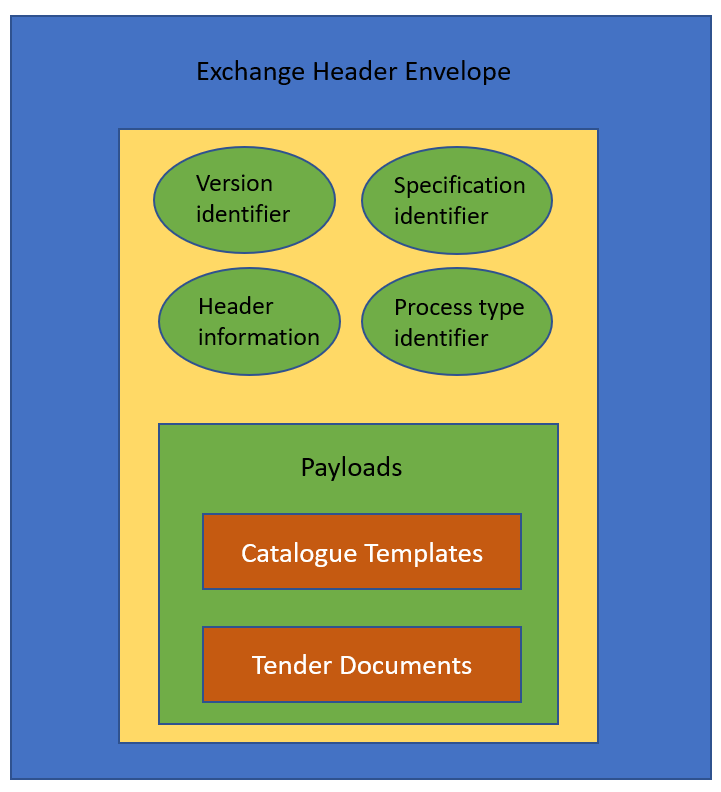 Exchange Header Envelope
Version
identifier
Specification
identifier
Header
information
Process type
identifier
Payloads
Catalogue Templates
Tender Documents